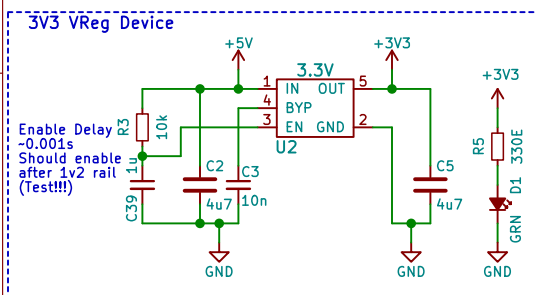 3V3 VReg Device
+5V
+3V3
3.3V
+3V3
1
IN
OUT
5
4
BYP
3
EN
GND
2
U2
R3
10k
Enable Delay
~0.001s
Should enable
after 1v2 rail
(Test!!!)
1u
C39
C2
4u7
C3
10n
C5
4u7
R5
330E
D1
GRN
GND
GND
GND